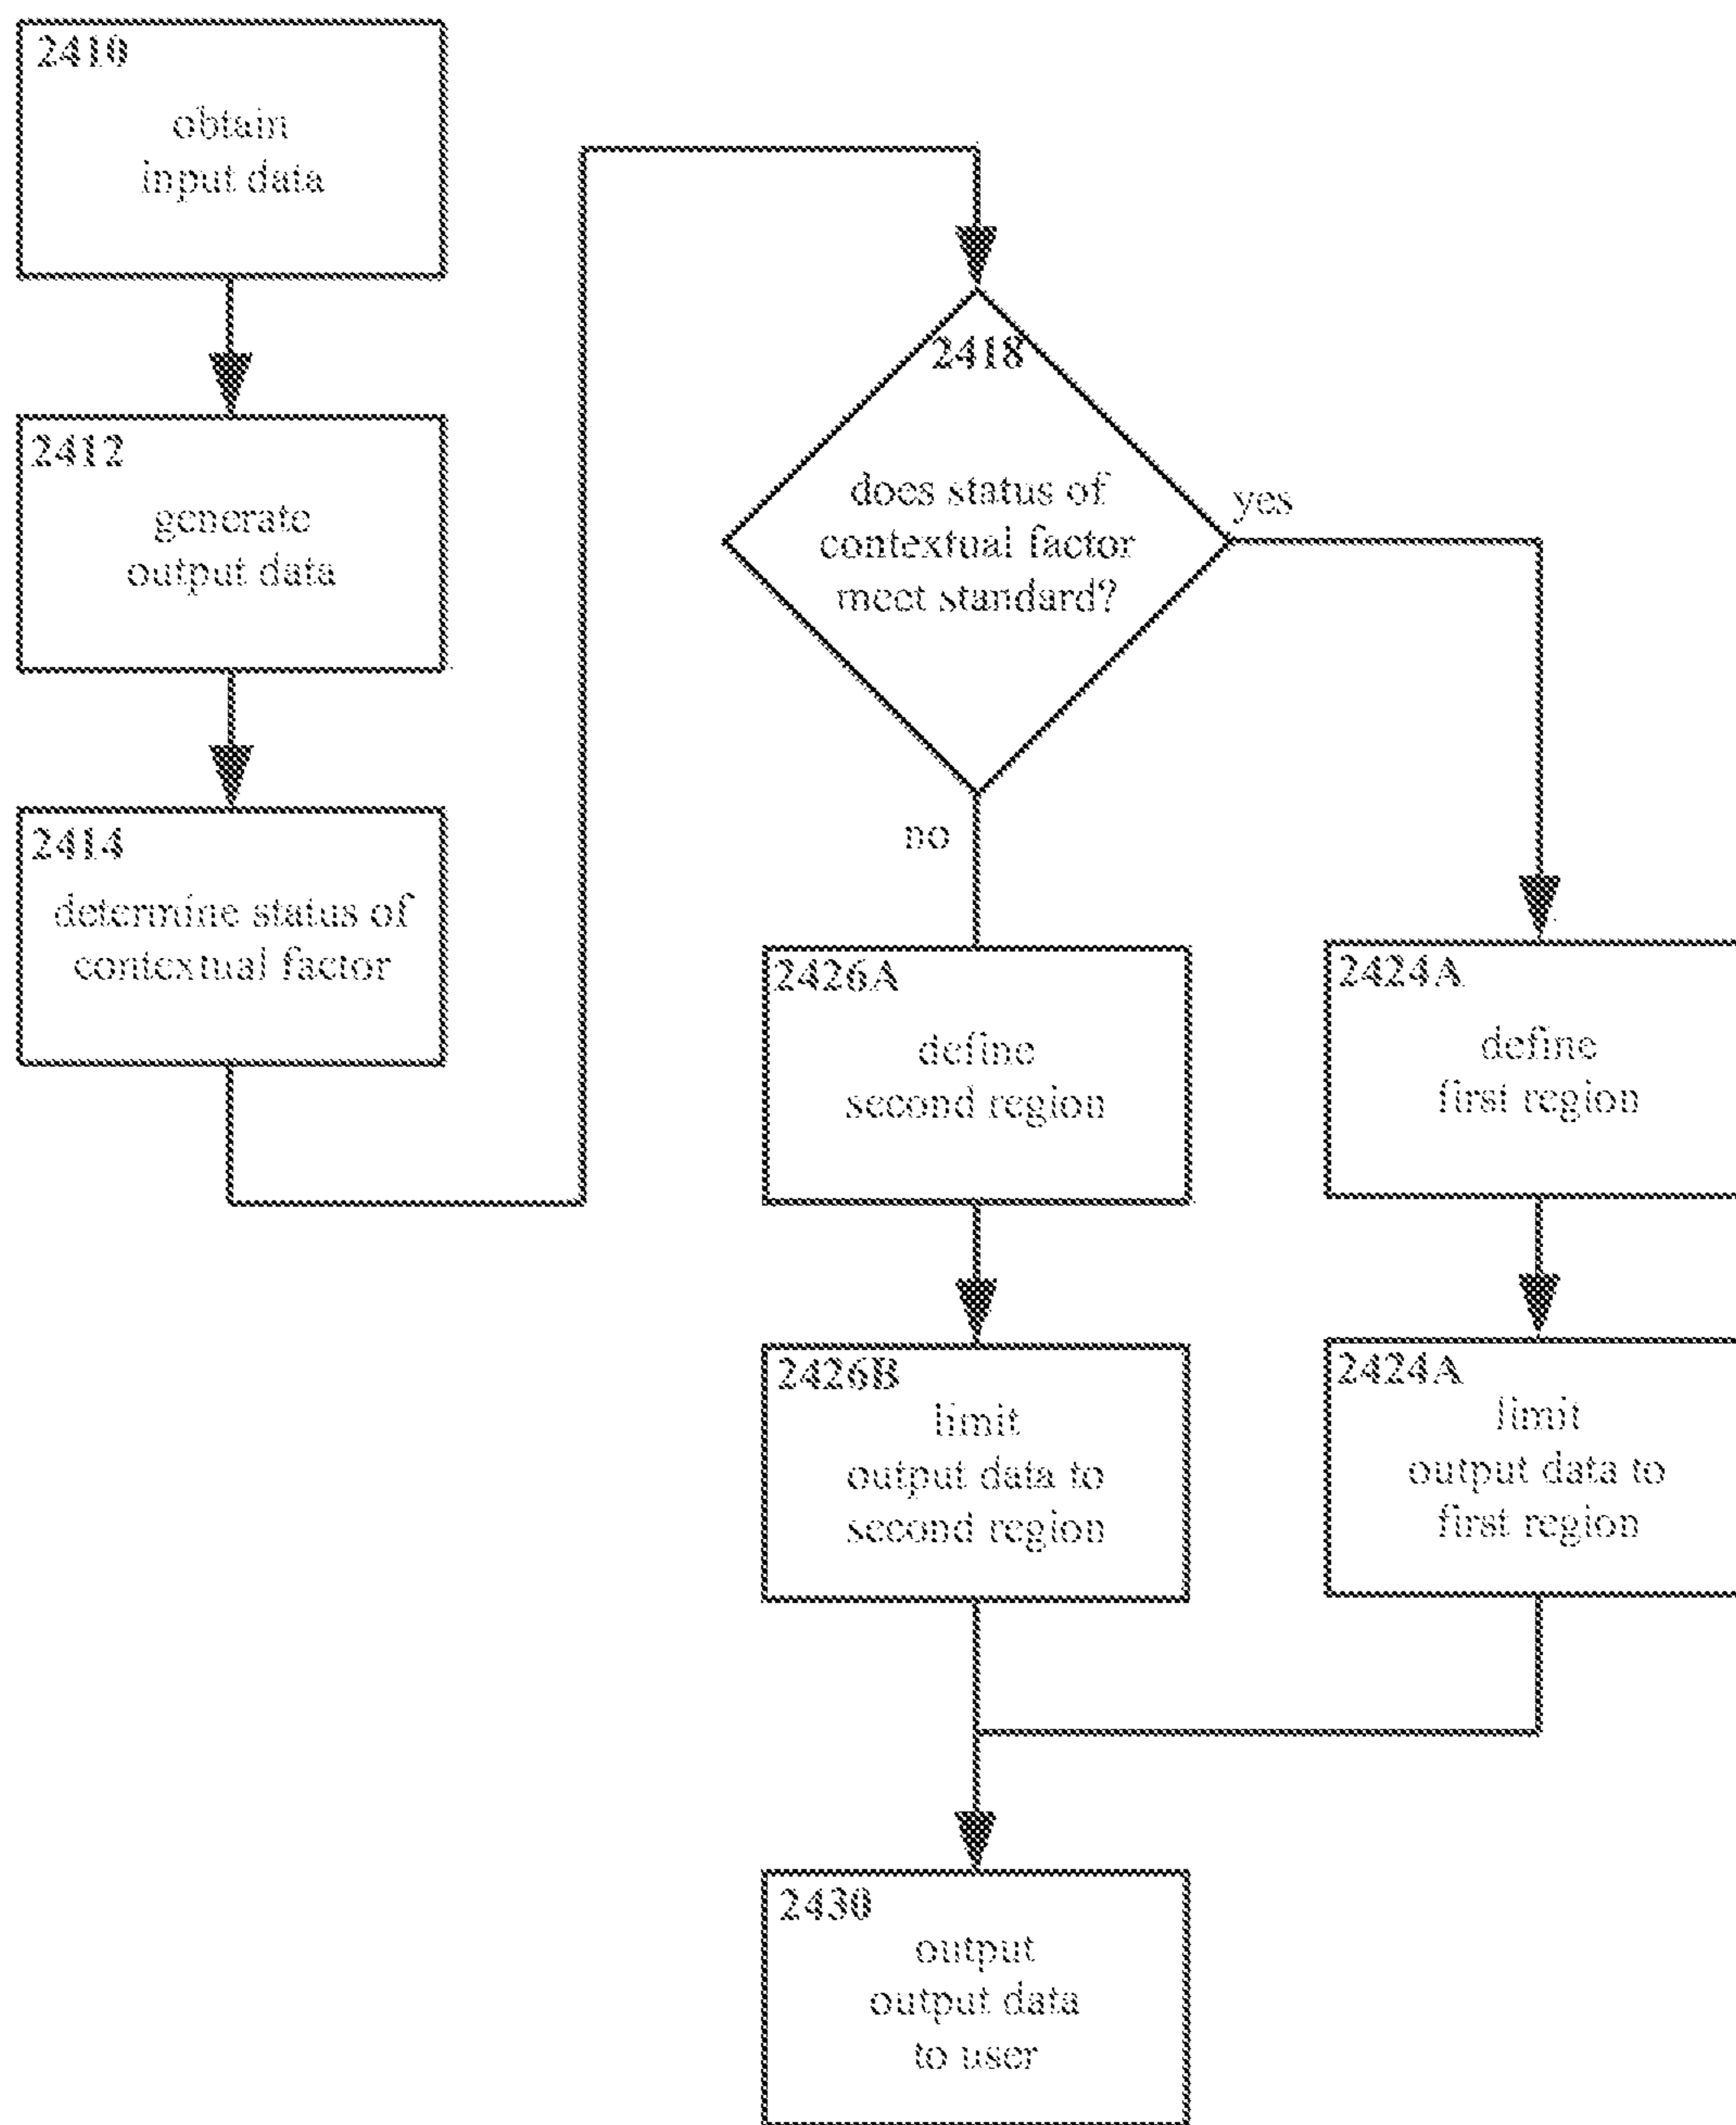 2410
obtain
input data
2412
generate
output data
2414
determine status of
contextual factor
2418
does status of
contextual factor
meet standard?
yes
no
2426A
define
second region
2424A
define
first region
2426B
limit
output data to
second region
2424A
limit
output data to
first region
2430
output
output data
to user